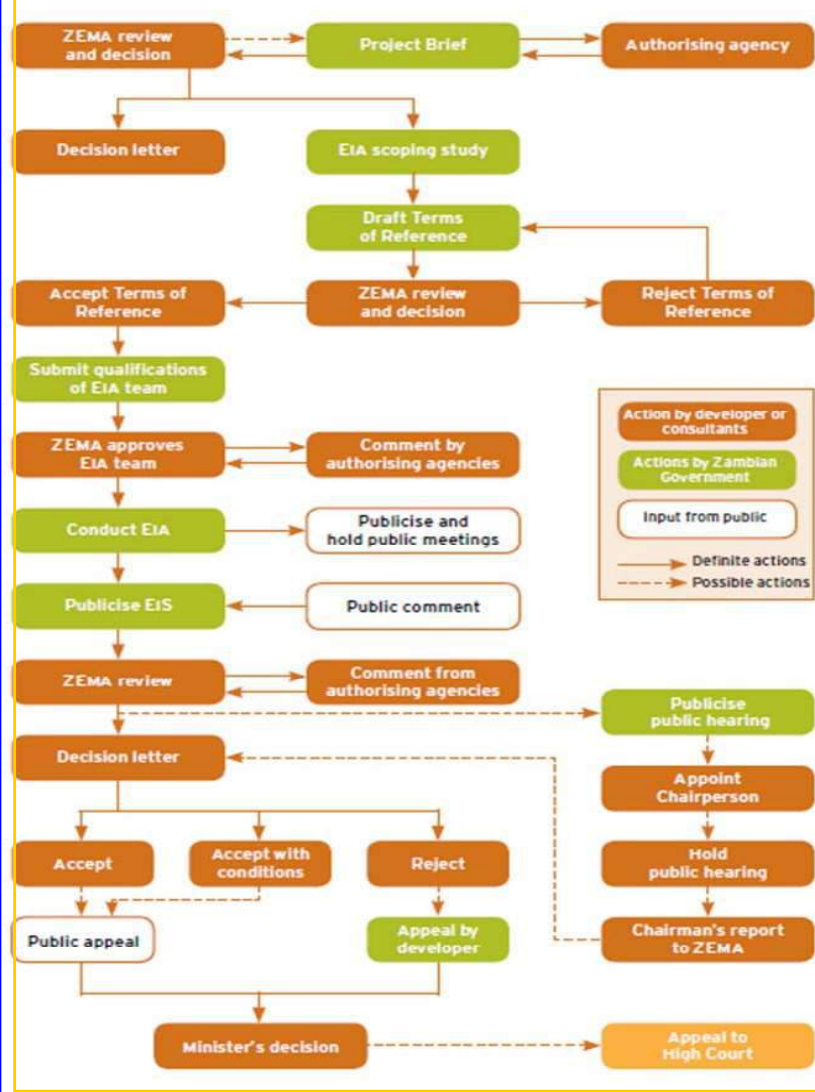 ZEMA review
and decision
Project Brief
Authorising agency
Decision letter
EIA scoping study
Draft Terms
of Reference
Accept Terms of
Reference
ZEMA review
and decision
Reject Terms of
Reference
Submit qualifications
of EIA team
ZEMA approves
EIA team
Comment by
authorising agencies
Action by developer or
consultants
Actions by Zambian
Government
Input from public
Definite actions
Possible actions
Conduct EIA
Publicise and
hold public meetings
Publicise EIS
Public comment
ZEMA review
Comment from
authorising agencies
Publicise
public hearing
Decision letter
Appoint
Chairperson
Accept
Accept with
conditions
Reject
Hold
public hearing
Public appeal
Appeal by
developer
Chairman's report
to ZEMA
Minister's decision
Appeal to
High Court